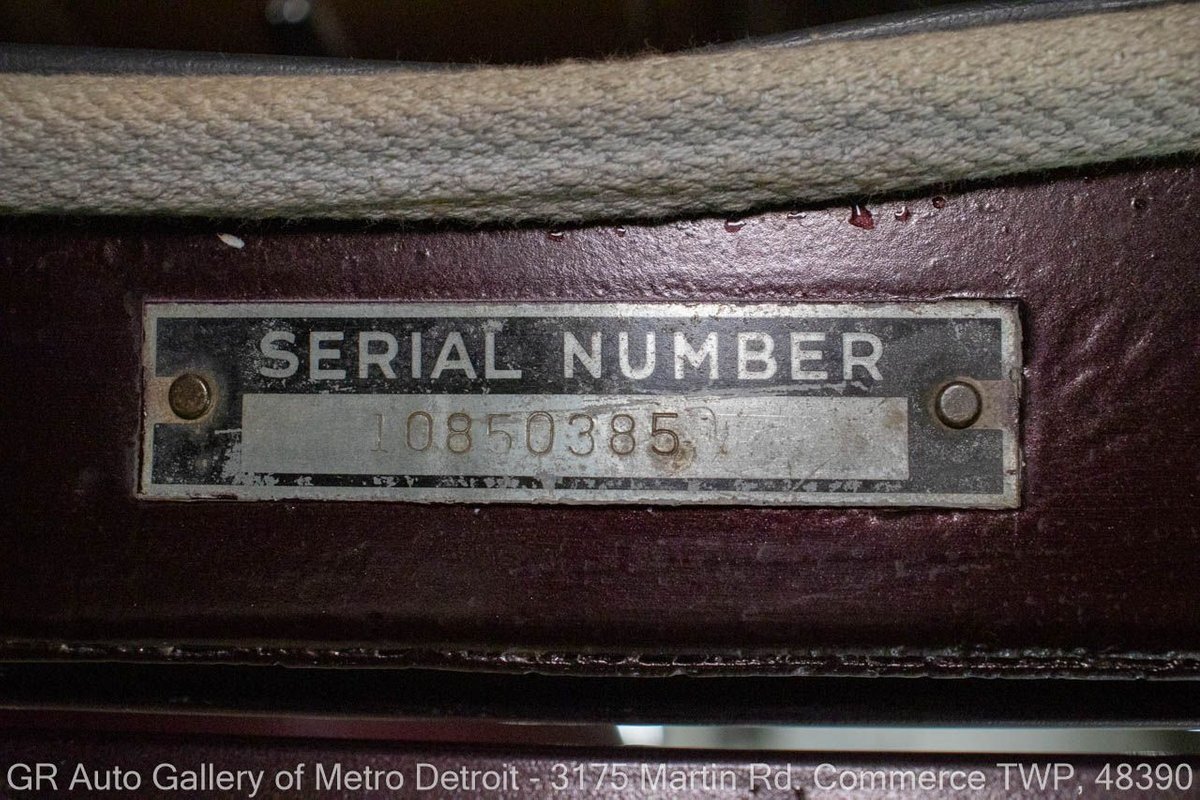 SERIAL NUMBER
10850385
GR Auto Gallery of Metro Detroit - 3175 Martin Rd. Commerce TWP, 48390